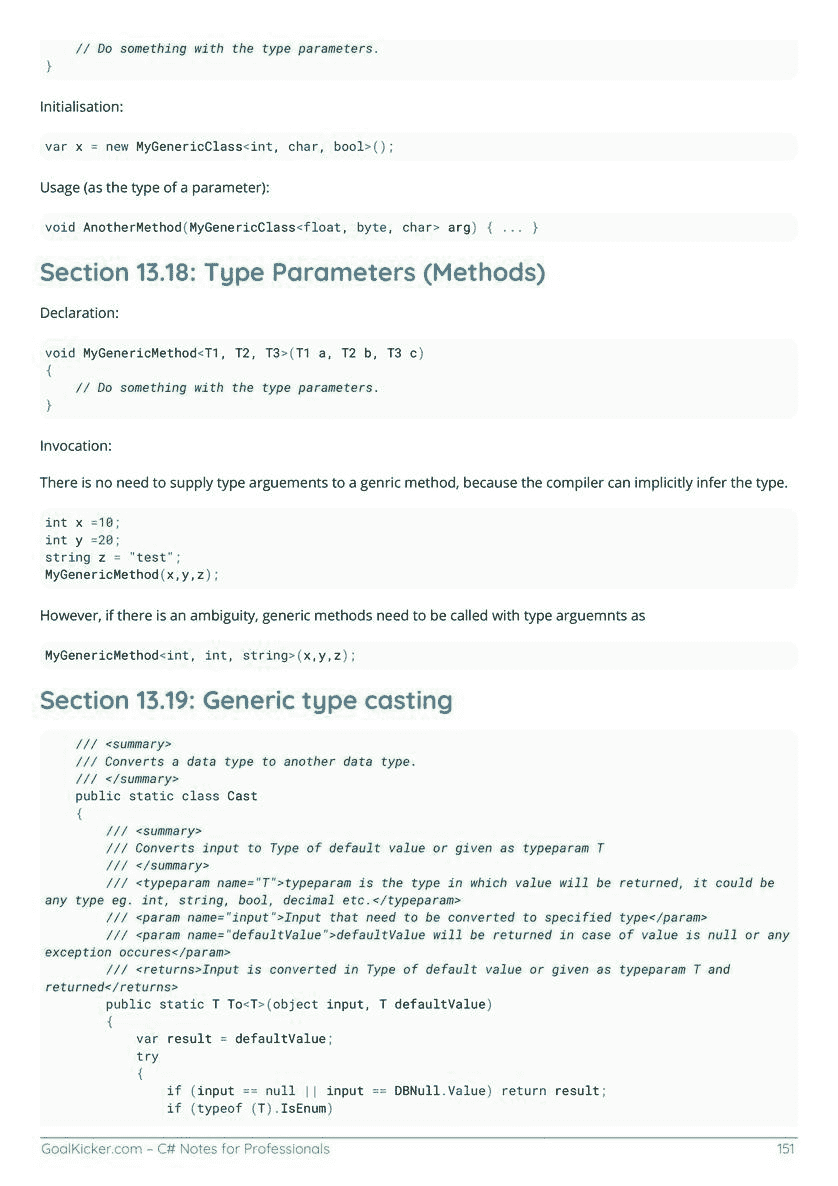 // Do something with the type parameters.
}
Initialisation:
var x = new MyGenericClass<int, char, bool>();
Usage (as the type of a parameter):
void AnotherMethod(MyGenericClass<float, byte, char> arg) { ... }
Section 13.18: Type Parameters (Methods)
Declaration:
void MyGenericMethod<T1, T2, T3>(T1 a, T2 b, T3 c)
{
    // Do something with the type parameters.
}
Invocation:
There is no need to supply type arguements to a genric method, because the compiler can implicitly infer the type.
int x =10;
int y =20;
string z = "test";
MyGenericMethod(x,y,z);
However, if there is an ambiguity, generic methods need to be called with type arguemnts as
MyGenericMethod<int, int, string>(x,y,z);
Section 13.19: Generic type casting
    /// <summary>
    /// Converts a data type to another data type.
    /// </summary>
    public static class Cast
    {
        /// <summary>
        /// Converts input to Type of default value or given as typeparam T
        /// </summary>
        /// <typeparam name="T">typeparam is the type in which value will be returned, it could be
any type eg. int, string, bool, decimal etc.</typeparam>
        /// <param name="input">Input that need to be converted to specified type</param>
        /// <param name="defaultValue">defaultValue will be returned in case of value is null or any
exception occures</param>
        /// <returns>Input is converted in Type of default value or given as typeparam T and
returned</returns>
        public static T To<T>(object input, T defaultValue)
        {
            var result = defaultValue;
            try
            {
                if (input == null || input == DBNull.Value) return result;
                if (typeof (T).IsEnum)
GoalKicker.com – C# Notes for Professionals 151